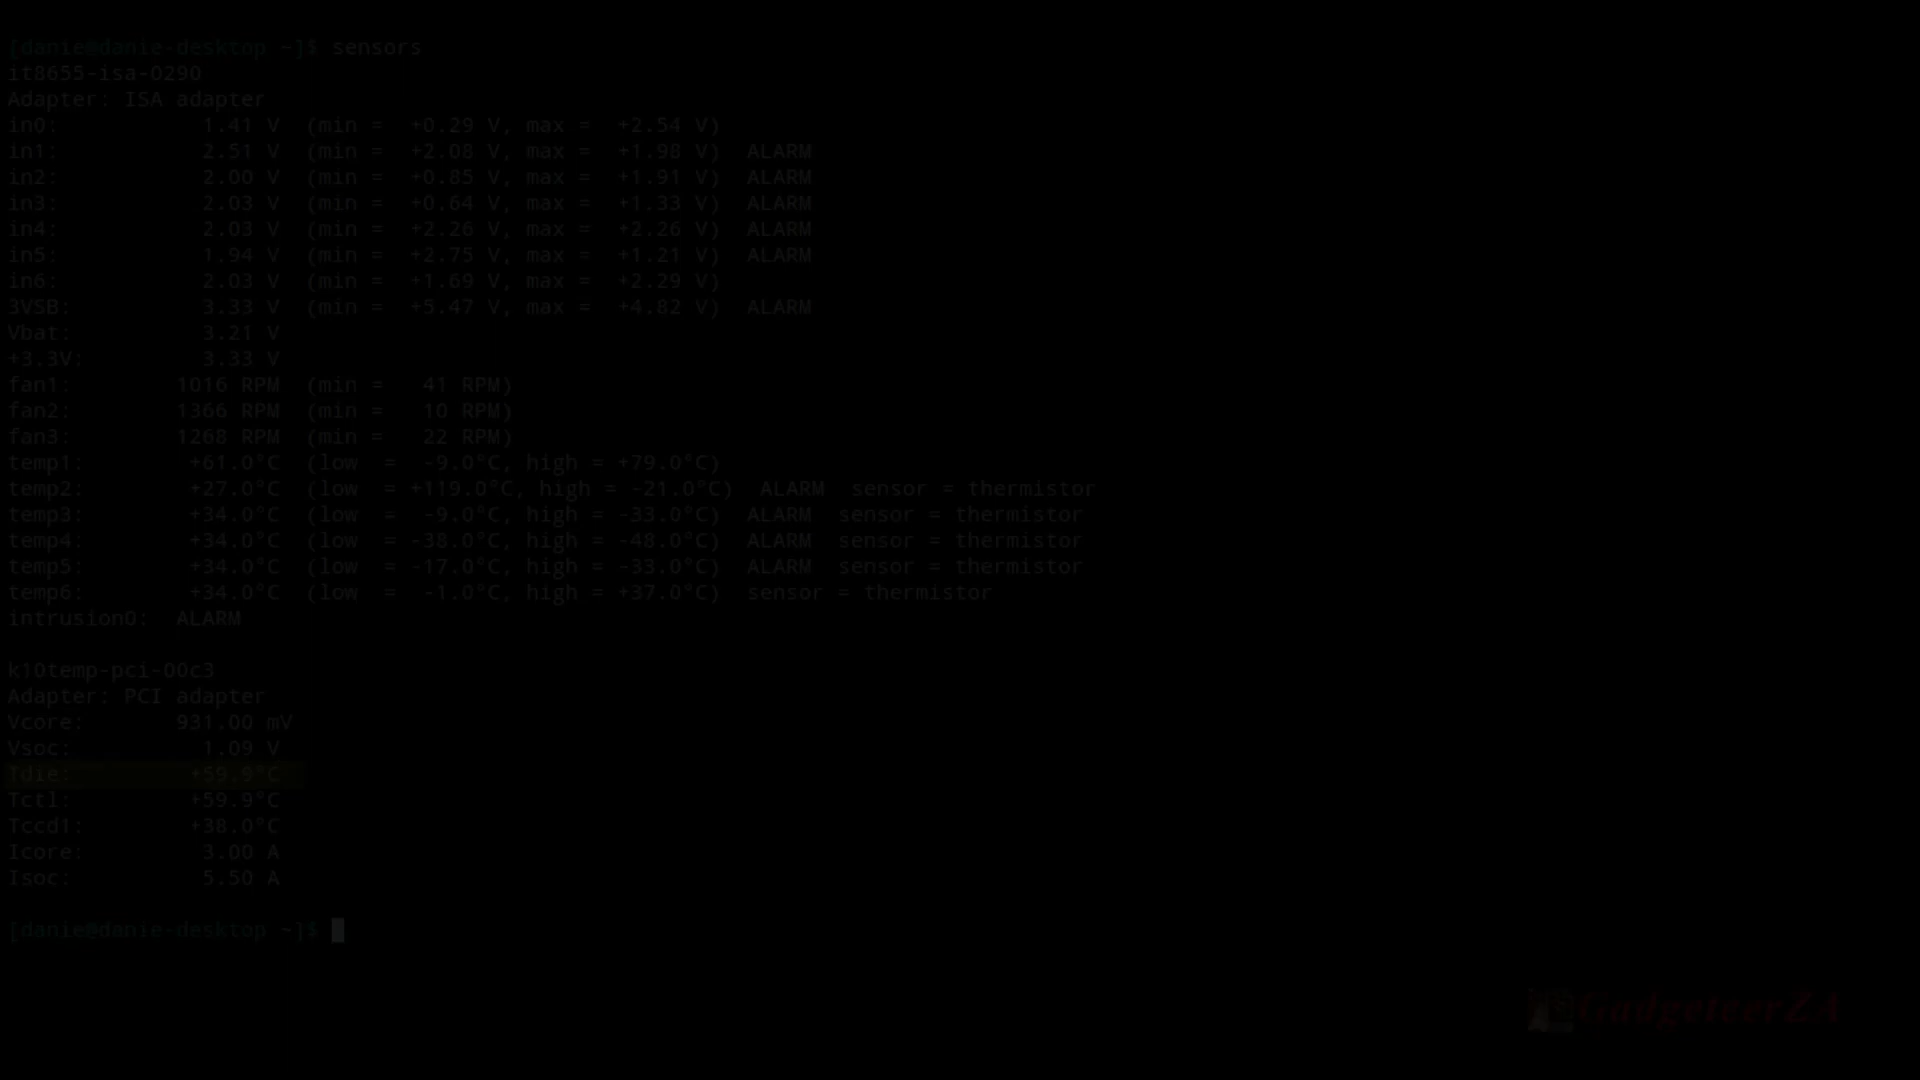 [danie@danie-desktop ~]$ sensors
it8655-isa-0290
Adapter: ISA adapter
in0:           1.41 V  (min =  +0.29 V, max =  +2.54 V)
in1:           2.51 V  (min =  +2.08 V, max =  +1.98 V)  ALARM
in2:           2.00 V  (min =  +0.85 V, max =  +1.91 V)  ALARM
in3:           2.03 V  (min =  +0.64 V, max =  +1.33 V)  ALARM
in4:           2.03 V  (min =  +2.26 V, max =  +2.26 V)  ALARM
in5:           1.94 V  (min =  +2.75 V, max =  +1.21 V)  ALARM
in6:           2.03 V  (min =  +1.69 V, max =  +2.29 V)
3VSB:          3.33 V  (min =  +5.47 V, max =  +4.82 V)  ALARM
Vbat:          3.21 V
+3.3V:         3.33 V
fan1:        1016 RPM  (min =   41 RPM)
fan2:        1366 RPM  (min =   10 RPM)
fan3:        1268 RPM  (min =   22 RPM)
temp1:        +61.0°C  (low  =  -9.0°C, high = +79.0°C)
temp2:        +27.0°C  (low  = +119.0°C, high = -21.0°C)  ALARM  sensor = thermistor
temp3:        +34.0°C  (low  =  -9.0°C, high = -33.0°C)  ALARM  sensor = thermistor
temp4:        +34.0°C  (low  = -38.0°C, high = -48.0°C)  ALARM  sensor = thermistor
temp5:        +34.0°C  (low  = -17.0°C, high = -33.0°C)  ALARM  sensor = thermistor
temp6:        +34.0°C  (low  =  -1.0°C, high = +37.0°C)  sensor = thermistor
intrusion0:  ALARM
k10temp-pci-00c3
Adapter: PCI adapter
Vcore:       931.00 mV
Vsoc:          1.09 V
Tdie:         +59.9°C
Tctl:         +59.9°C
Tccd1:        +38.0°C
Icore:         3.00 A
Isoc:          5.50 A
[danie@danie-desktop ~]$
GadgeteerZA